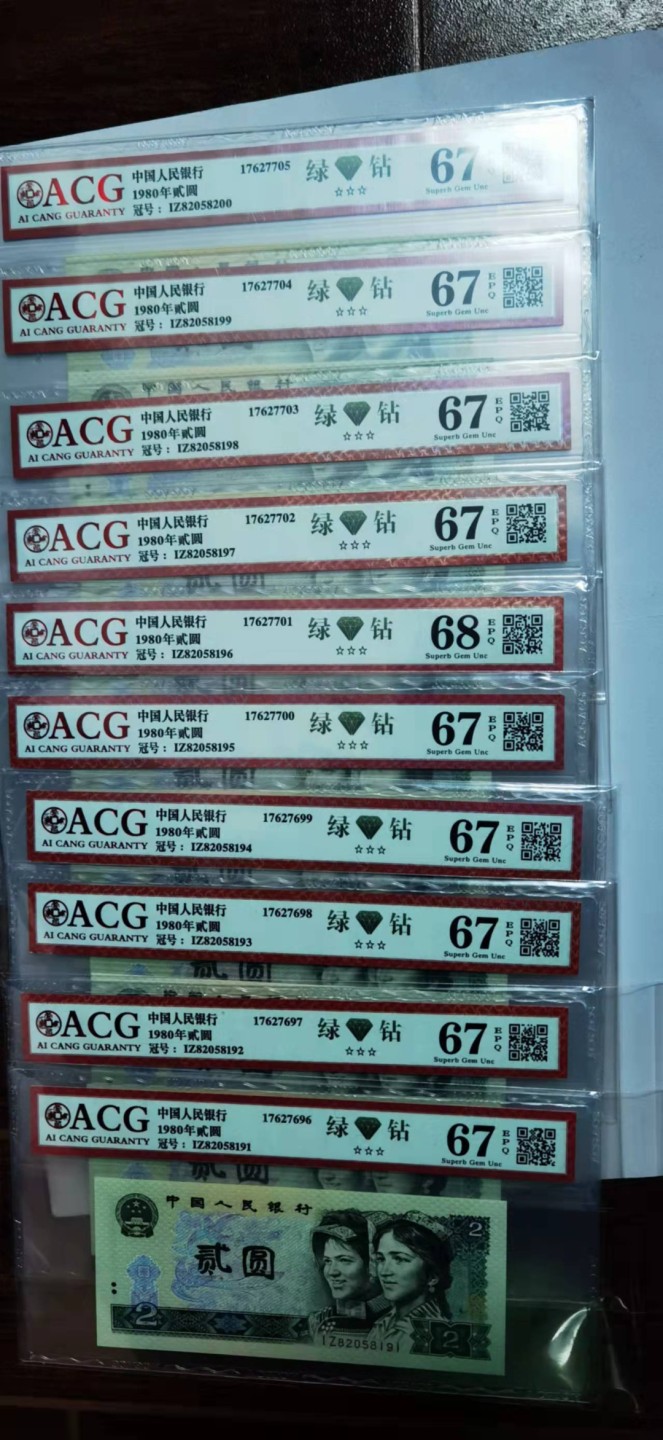 ACG
AI CANG GUARANTY
中国人民银行
1980年贰圆
冠号： IZ82058200
17627705
绿 钻
☆☆☆
67
Superb Gem Unc
ACG
AI CANG GUARANTY
中国人民银行
1980年贰圆
冠号： IZ82058199
17627704
绿 钻
☆☆☆
67
Superb Gem Unc
EPQ
ACG
AI CANG GUARANTY
中国人民银行
1980年贰圆
冠号： IZ82058198
17627703
绿 钻
☆☆☆
67
Superb Gem Unc
EPQ
ACG
AI CANG GUARANTY
中国人民银行
1980年贰圆
冠号： IZ82058197
17627702
绿 钻
☆☆☆
67
Superb Gem Unc
EPQ
贰圆
ACG
AI CANG GUARANTY
中国人民银行
1980年贰圆
冠号： IZ82058196
17627701
绿 钻
☆☆☆
68
Superb Gem Unc
EPQ
ACG
AI CANG GUARANTY
中国人民银行
1980年贰圆
冠号： IZ82058195
17627700
绿 钻
☆☆☆
67
Superb Gem Unc
EPQ
贰圆
ACG
AI CANG GUARANTY
中国人民银行
1980年贰圆
冠号： IZ82058194
17627699
绿 钻
☆☆☆
67
Superb Gem Unc
EPQ
ACG
AI CANG GUARANTY
中国人民银行
1980年贰圆
冠号： IZ82058193
17627698
绿 钻
☆☆☆
67
Superb Gem Unc
EPQ
贰圆
ACG
AI CANG GUARANTY
中国人民银行
1980年贰圆
冠号： IZ82058192
17627697
绿 钻
☆☆☆
67
Superb Gem Unc
EPQ
ACG
AI CANG GUARANTY
中国人民银行
1980年贰圆
冠号： IZ82058191
17627696
绿 钻
☆☆☆
67
Superb Gem Unc
EPQ
贰圆
中国人民银行
贰圆
2
2
2
IZ82058191